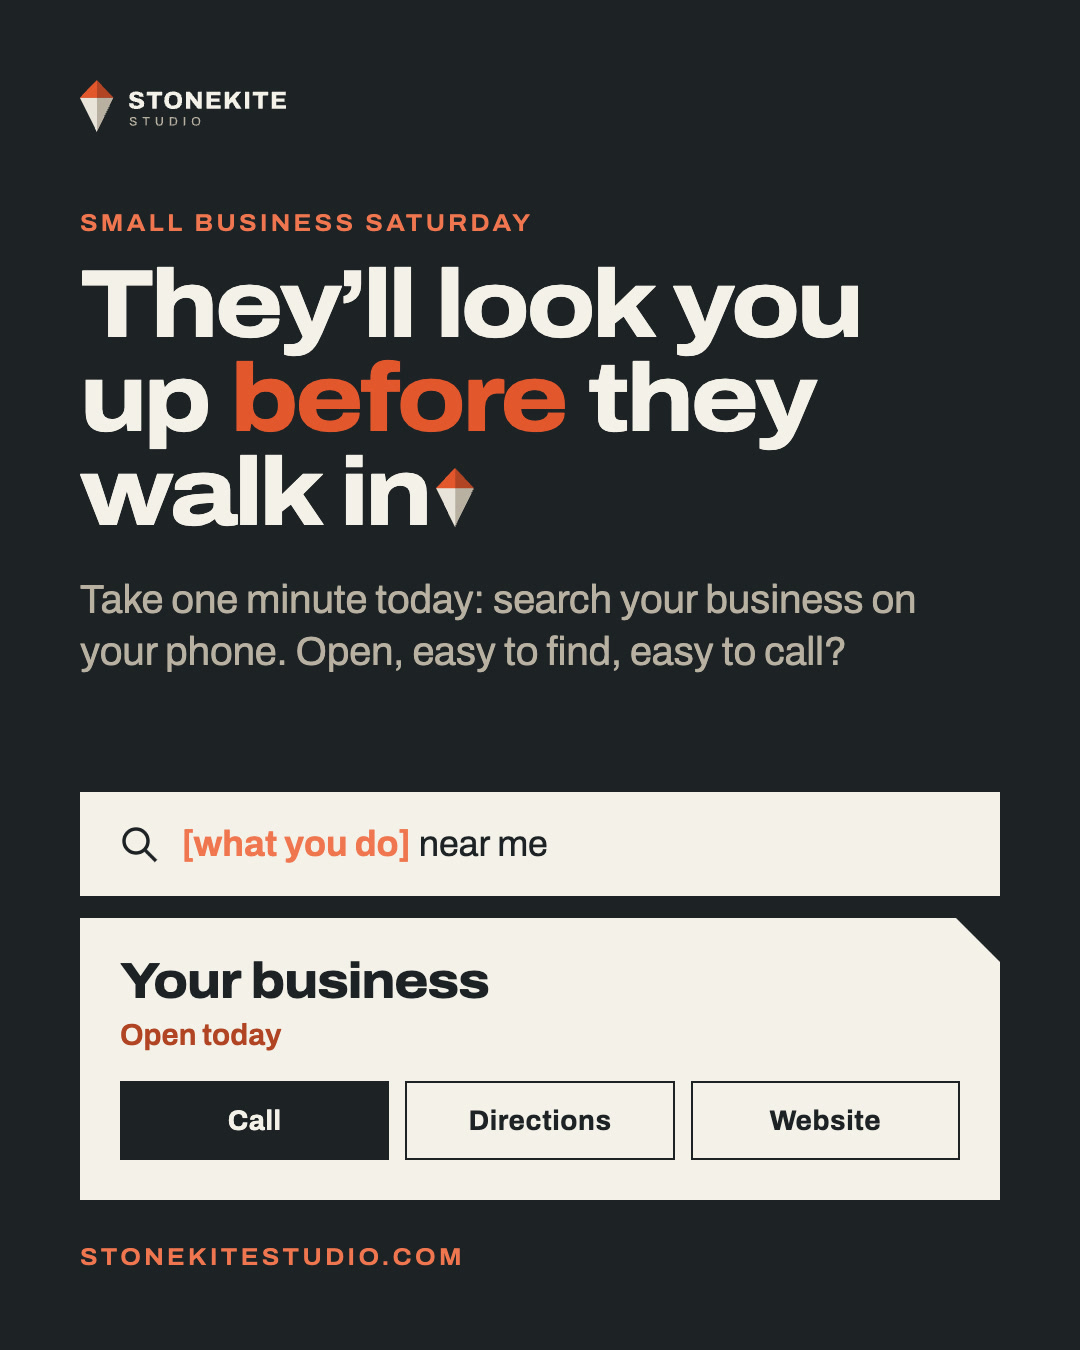 STONEKITE
STUDIO
SMALL BUSINESS SATURDAY
They’ll look you
up before they
walk in
Take one minute today: search your business on
your phone. Open, easy to find, easy to call?
[what you do] near me
Your business
Open today
Call
Directions
Website
STONEKITESTUDIO.COM